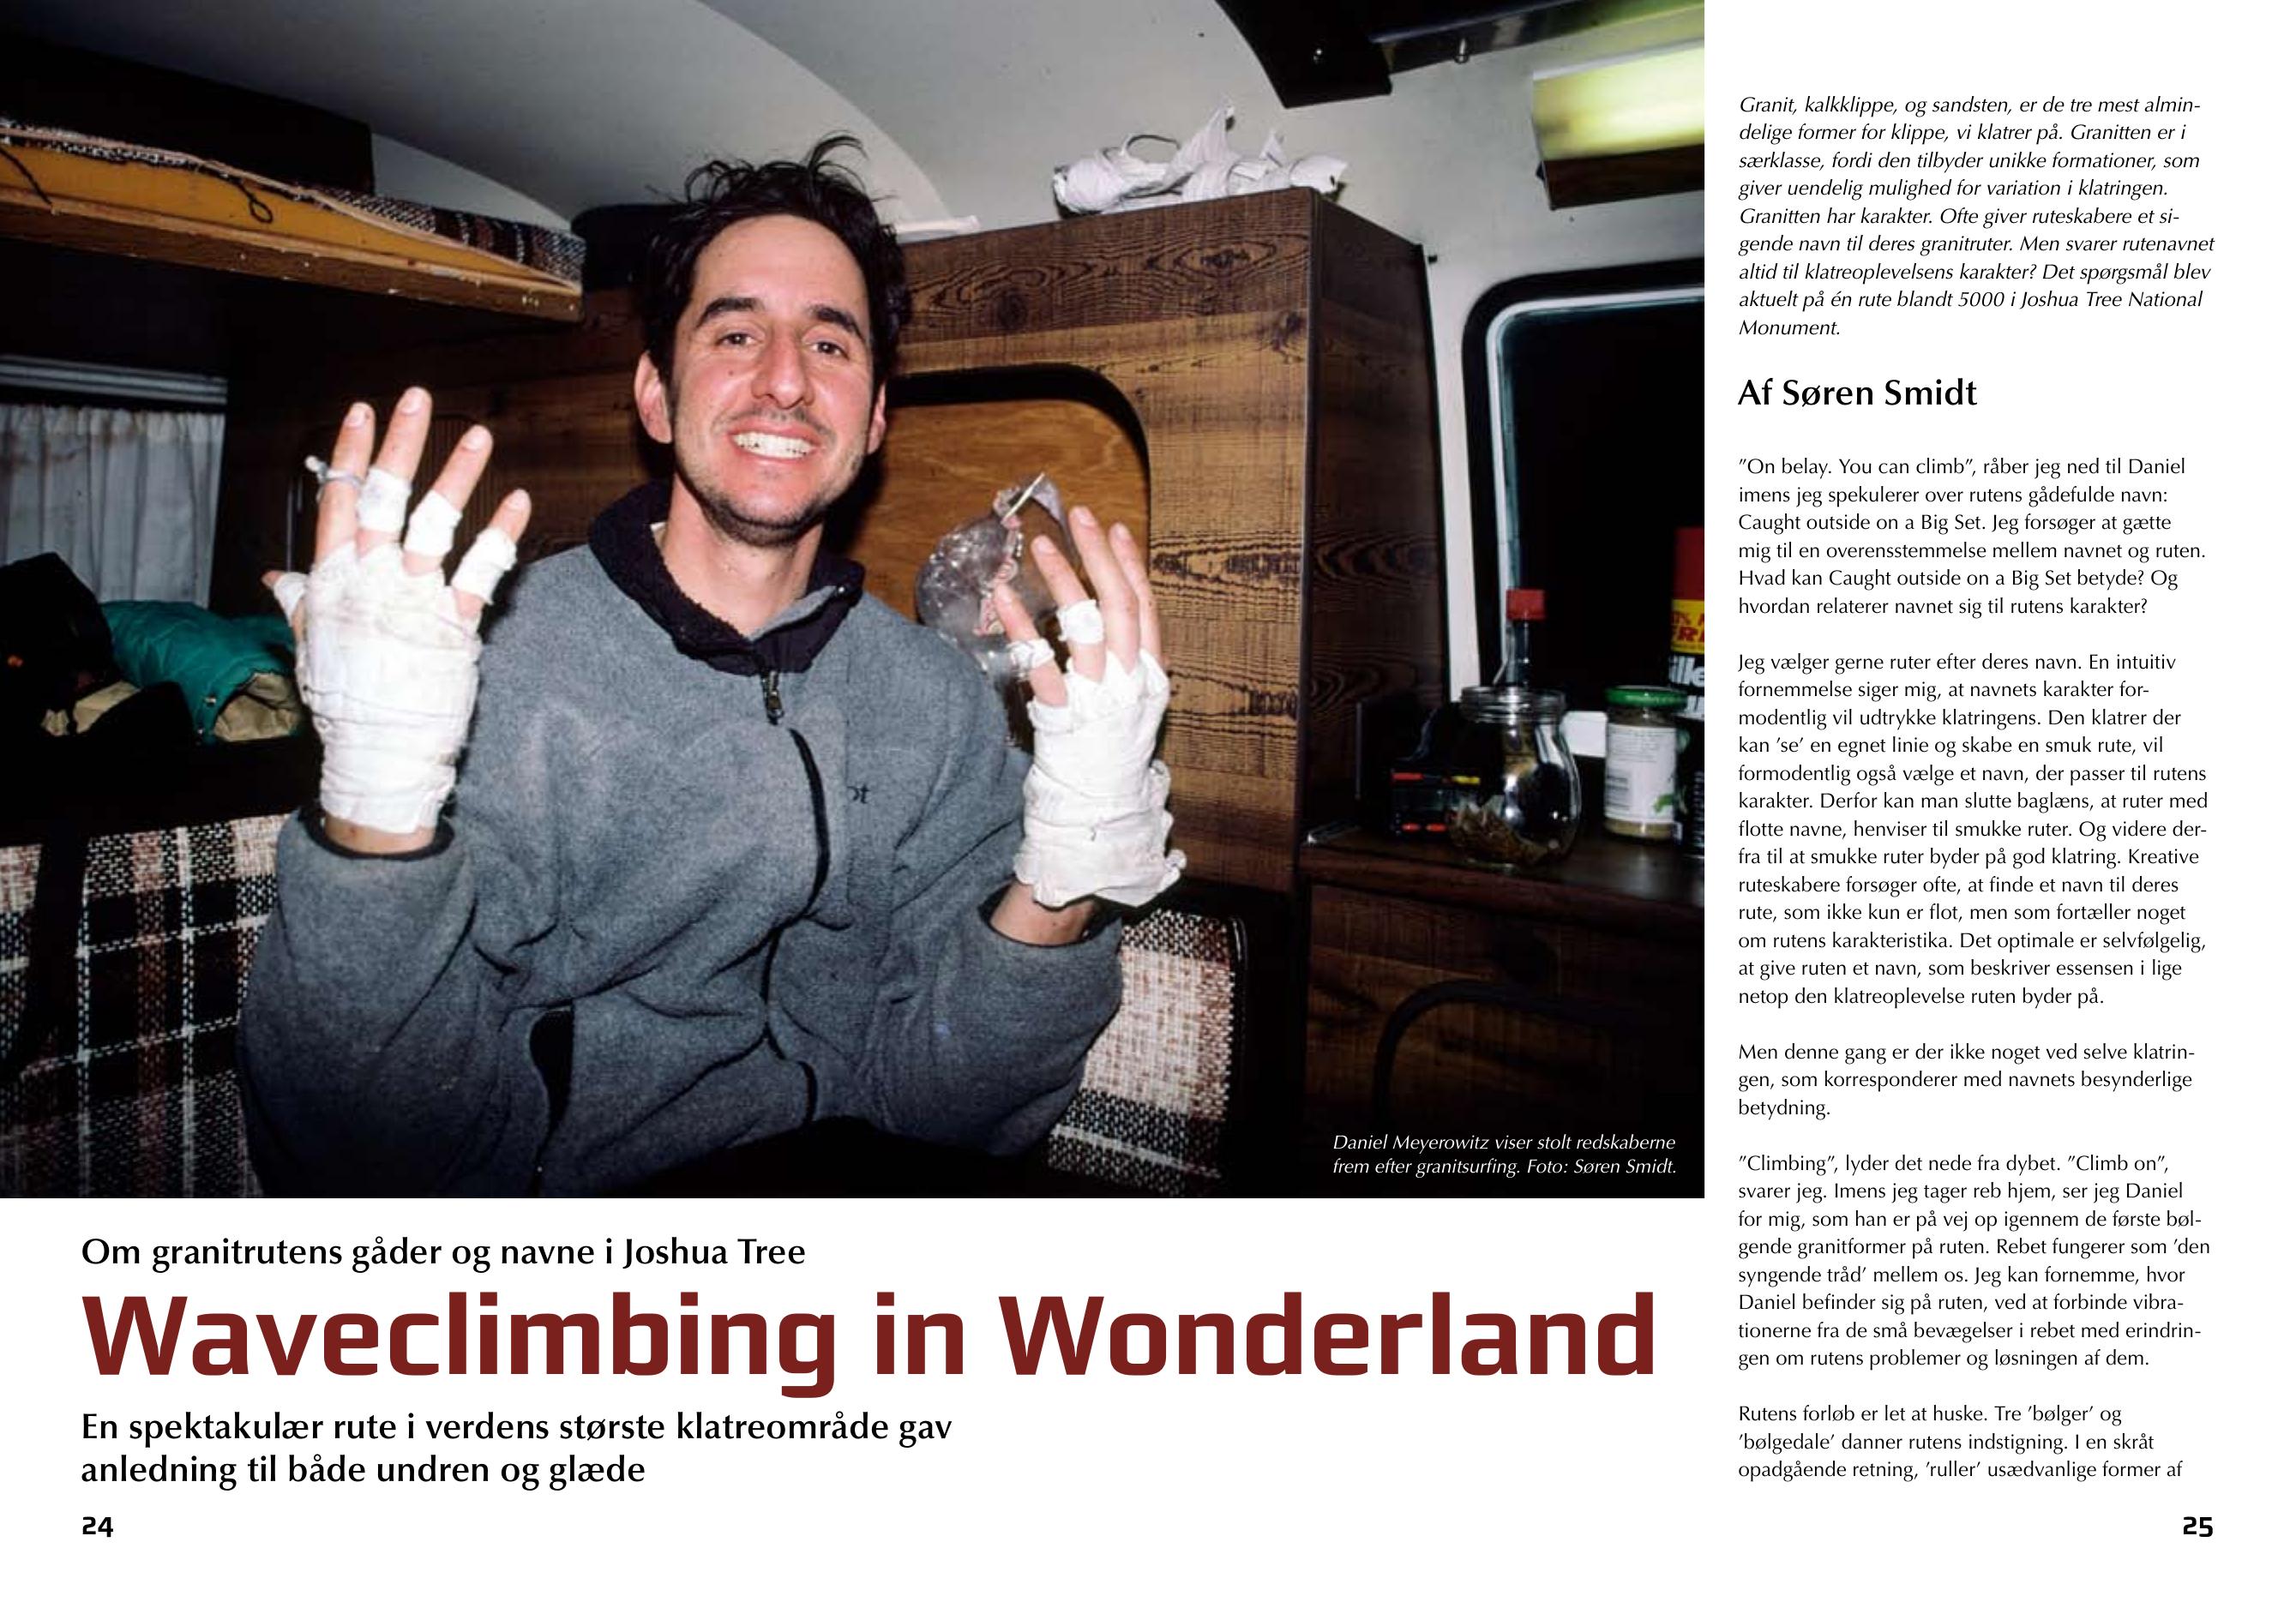 Daniel Meyerowitz viser stolt redskaberne
frem efter granitsurfing. Foto: Søren Smidt.
Om granitrutens gåder og navne i Joshua Tree
Waveclimbing in Wonderland
En spektakulær rute i verdens største klatreområde gav
anledning til både undren og glæde
24
Granit, kalkklippe, og sandsten, er de tre mest almin-
delige former for klippe, vi klatrer på. Granitten er i
særklasse, fordi den tilbyder unikke formationer, som
giver uendelig mulighed for variation i klatringen.
Granitten har karakter. Ofte giver ruteskabere et si-
gende navn til deres granitruter. Men svarer rutenavnet
altid til klatreoplevelsens karakter? Det spørgsmål blev
aktuelt på én rute blandt 5000 i Joshua Tree National
Monument.
Af Søren Smidt
”On belay. You can climb”, råber jeg ned til Daniel
imens jeg spekulerer over rutens gådefulde navn:
Caught outside on a Big Set. Jeg forsøger at gætte
mig til en overensstemmelse mellem navnet og ruten.
Hvad kan Caught outside on a Big Set betyde? Og
hvordan relaterer navnet sig til rutens karakter?
Jeg vælger gerne ruter efter deres navn. En intuitiv
fornemmelse siger mig, at navnets karakter for-
modentlig vil udtrykke klatringens. Den klatrer der
kan ’se’ en egnet linie og skabe en smuk rute, vil
formodentlig også vælge et navn, der passer til rutens
karakter. Derfor kan man slutte baglæns, at ruter med
flotte navne, henviser til smukke ruter. Og videre der-
fra til at smukke ruter byder på god klatring. Kreative
ruteskabere forsøger ofte, at finde et navn til deres
rute, som ikke kun er flot, men som fortæller noget
om rutens karakteristika. Det optimale er selvfølgelig,
at give ruten et navn, som beskriver essensen i lige
netop den klatreoplevelse ruten byder på.
Men denne gang er der ikke noget ved selve klatrin-
gen, som korresponderer med navnets besynderlige
betydning.
”Climbing”, lyder det nede fra dybet. ”Climb on”,
svarer jeg. Imens jeg tager reb hjem, ser jeg Daniel
for mig, som han er på vej op igennem de første bøl-
gende granitformer på ruten. Rebet fungerer som ’den
syngende tråd’ mellem os. Jeg kan fornemme, hvor
Daniel befinder sig på ruten, ved at forbinde vibra-
tionerne fra de små bevægelser i rebet med erindrin-
gen om rutens problemer og løsningen af dem.
Rutens forløb er let at huske. Tre ’bølger’ og
’bølgedale’ danner rutens indstigning. I en skråt
opadgående retning, ’ruller’ usædvanlige former af
25